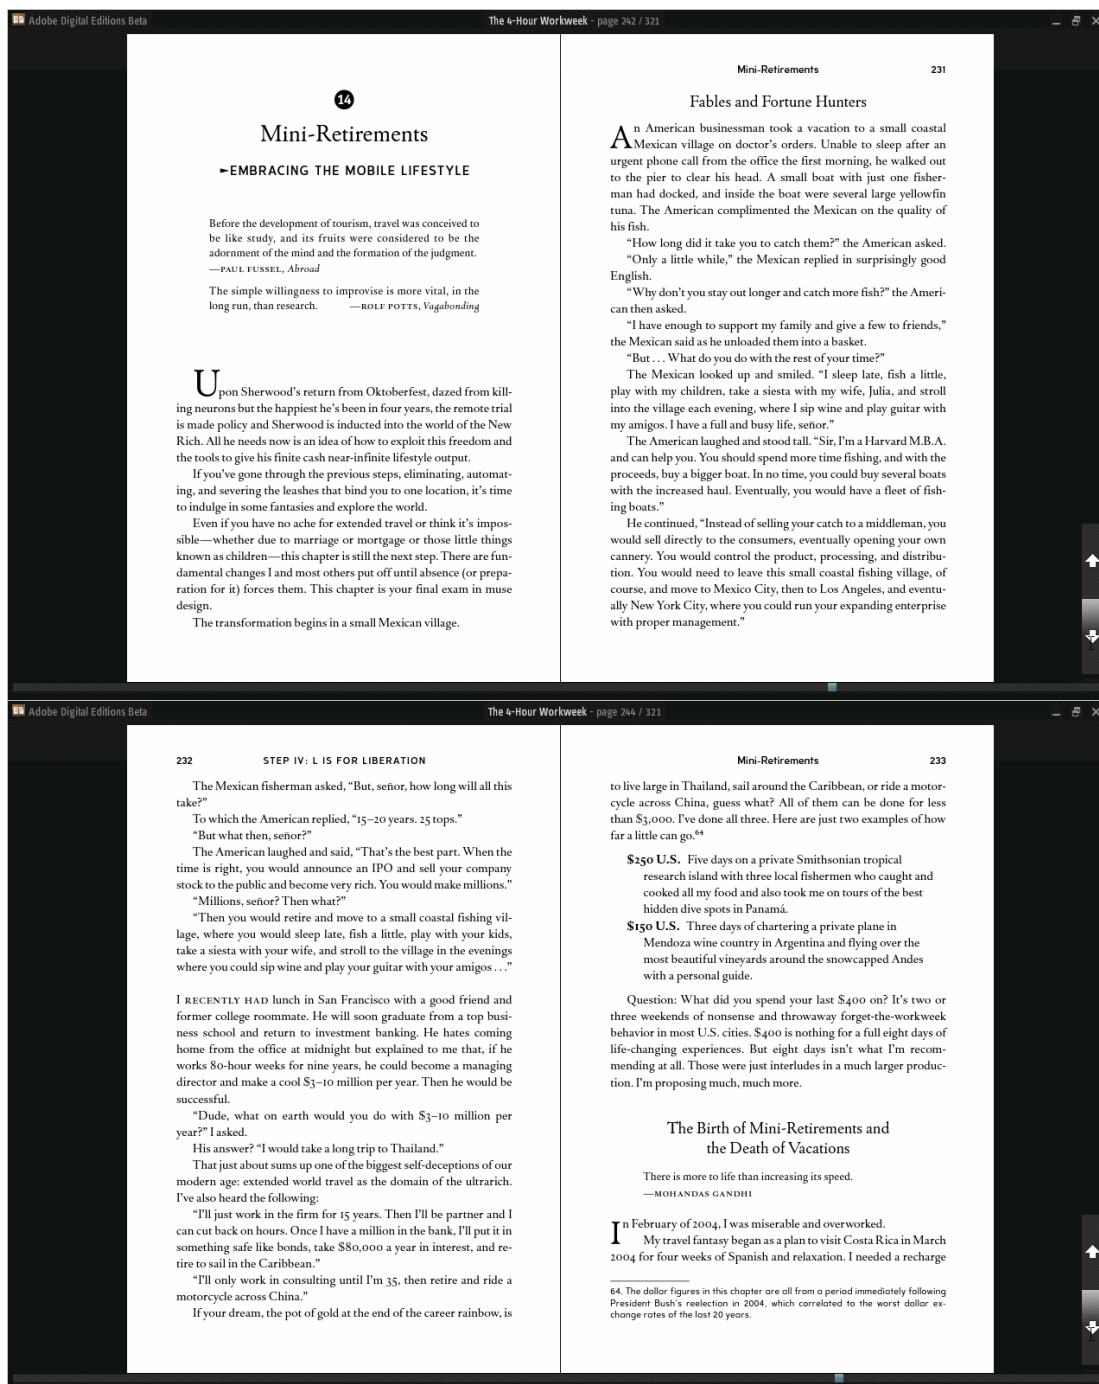 Adobe Digital Editions Beta
The 4-Hour Workweek - page 242 / 321
14
Mini-Retirements
►EMBRACING THE MOBILE LIFESTYLE
Before the development of tourism, travel was conceived to
be like study, and its fruits were considered to be the
adornment of the mind and the formation of the judgment.
—PAUL FUSSEL, Abroad
The simple willingness to improvise is more vital, in the
long run, than research. —ROLF POTTS, Vagabonding
Upon Sherwood's return from Oktoberfest, dazed from kill-
ing neurons but the happiest he's been in four years, the remote trial
is made policy and Sherwood is inducted into the world of the New
Rich. All he needs now is an idea of how to exploit this freedom and
the tools to give his finite cash near-infinite lifestyle output.
If you've gone through the previous steps, eliminating, automat-
ing, and severing the leashes that bind you to one location, it's time
to indulge in some fantasies and explore the world.
Even if you have no ache for extended travel or think it's impos-
sible—whether due to marriage or mortgage or those little things
known as children—this chapter is still the next step. There are fun-
damental changes I and most others put off until absence (or prepa-
ration for it) forces them. This chapter is your final exam in muse
design.
The transformation begins in a small Mexican village.
Mini-Retirements 231
Fables and Fortune Hunters
An American businessman took a vacation to a small coastal
Mexican village on doctor's orders. Unable to sleep after an
urgent phone call from the office the first morning, he walked out
to the pier to clear his head. A small boat with just one fisher-
man had docked, and inside the boat were several large yellowfin
tuna. The American complimented the Mexican on the quality of
his fish.
“How long did it take you to catch them?” the American asked.
“Only a little while,” the Mexican replied in surprisingly good
English.
“Why don't you stay out longer and catch more fish?” the Ameri-
can then asked.
“I have enough to support my family and give a few to friends,”
the Mexican said as he unloaded them into a basket.
“But . . . What do you do with the rest of your time?”
The Mexican looked up and smiled. “I sleep late, fish a little,
play with my children, take a siesta with my wife, Julia, and stroll
into the village each evening, where I sip wine and play guitar with
my amigos. I have a full and busy life, señor.”
The American laughed and stood tall. “Sir, I'm a Harvard M.B.A.
and can help you. You should spend more time fishing, and with the
proceeds, buy a bigger boat. In no time, you could buy several boats
with the increased haul. Eventually, you would have a fleet of fish-
ing boats.”
He continued, “Instead of selling your catch to a middleman, you
would sell directly to the consumers, eventually opening your own
cannery. You would control the product, processing, and distribu-
tion. You would need to leave this small coastal fishing village, of
course, and move to Mexico City, then to Los Angeles, and eventu-
ally New York City, where you could run your expanding enterprise
with proper management.”
Adobe Digital Editions Beta
The 4-Hour Workweek - page 244 / 321
232 STEP IV: L IS FOR LIBERATION
The Mexican fisherman asked, “But, señor, how long will all this
take?”
To which the American replied, “15–20 years. 25 tops.”
“But what then, señor?”
The American laughed and said, “That's the best part. When the
time is right, you would announce an IPO and sell your company
stock to the public and become very rich. You would make millions.”
“Millions, señor? Then what?”
“Then you would retire and move to a small coastal fishing vil-
lage, where you would sleep late, fish a little, play with your kids,
take a siesta with your wife, and stroll to the village in the evenings
where you could sip wine and play your guitar with your amigos . . .”
I RECENTLY HAD lunch in San Francisco with a good friend and
former college roommate. He will soon graduate from a top busi-
ness school and return to investment banking. He hates coming
home from the office at midnight but explained to me that, if he
works 80-hour weeks for nine years, he could become a managing
director and make a cool $3–10 million per year. Then he would be
successful.
“Dude, what on earth would you do with $3–10 million per
year?” I asked.
His answer? “I would take a long trip to Thailand.”
That just about sums up one of the biggest self-deceptions of our
modern age: extended world travel as the domain of the ultrarich.
I've also heard the following:
“I'll just work in the firm for 15 years. Then I'll be partner and I
can cut back on hours. Once I have a million in the bank, I'll put it in
something safe like bonds, take $80,000 a year in interest, and re-
tire to sail in the Caribbean.”
“I'll only work in consulting until I'm 35, then retire and ride a
motorcycle across China.”
If your dream, the pot of gold at the end of the career rainbow, is
Mini-Retirements 233
to live large in Thailand, sail around the Caribbean, or ride a motor-
cycle across China, guess what? All of them can be done for less
than $3,000. I've done all three. Here are just two examples of how
far a little can go.64
$250 U.S. Five days on a private Smithsonian tropical
research island with three local fishermen who caught and
cooked all my food and also took me on tours of the best
hidden dive spots in Panamá.
$150 U.S. Three days of chartering a private plane in
Mendoza wine country in Argentina and flying over the
most beautiful vineyards around the snowcapped Andes
with a personal guide.
Question: What did you spend your last $400 on? It's two or
three weekends of nonsense and throwaway forget-the-workweek
behavior in most U.S. cities. $400 is nothing for a full eight days of
life-changing experiences. But eight days isn't what I'm recom-
mending at all. Those were just interludes in a much larger produc-
tion. I'm proposing much, much more.
The Birth of Mini-Retirements and
the Death of Vacations
There is more to life than increasing its speed.
—MOHANDAS GANDHI
In February of 2004, I was miserable and overworked.
My travel fantasy began as a plan to visit Costa Rica in March
2004 for four weeks of Spanish and relaxation. I needed a recharge
64. The dollar figures in this chapter are all from a period immediately following
President Bush's reelection in 2004, which correlated to the worst dollar ex-
change rates of the last 20 years.